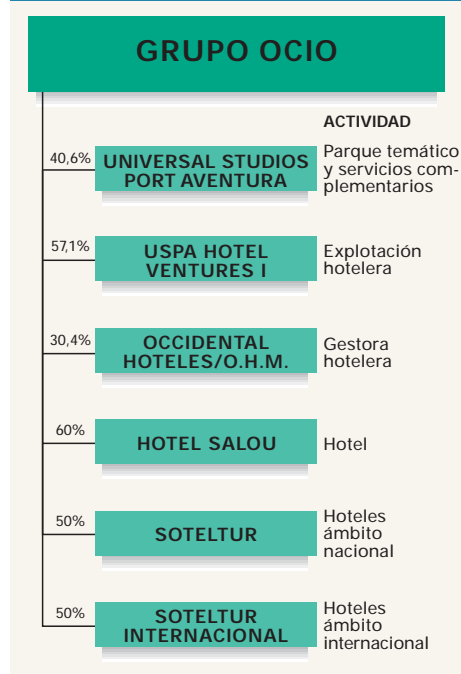 GRUPO OCIO
ACTIVIDAD
40,6%
UNIVERSAL STUDIOS
PORT AVENTURA
Parque temático
y servicios com-
plementarios
57,1%
USPA HOTEL
VENTURES I
Explotación
hotelera
30,4%
OCCIDENTAL
HOTELES/O.H.M.
Gestora
hotelera
60%
HOTEL SALOU
Hotel
50%
SOTELTUR
Hoteles
ámbito
nacional
50%
SOTELTUR
INTERNACIONAL
Hoteles
ámbito
internacional